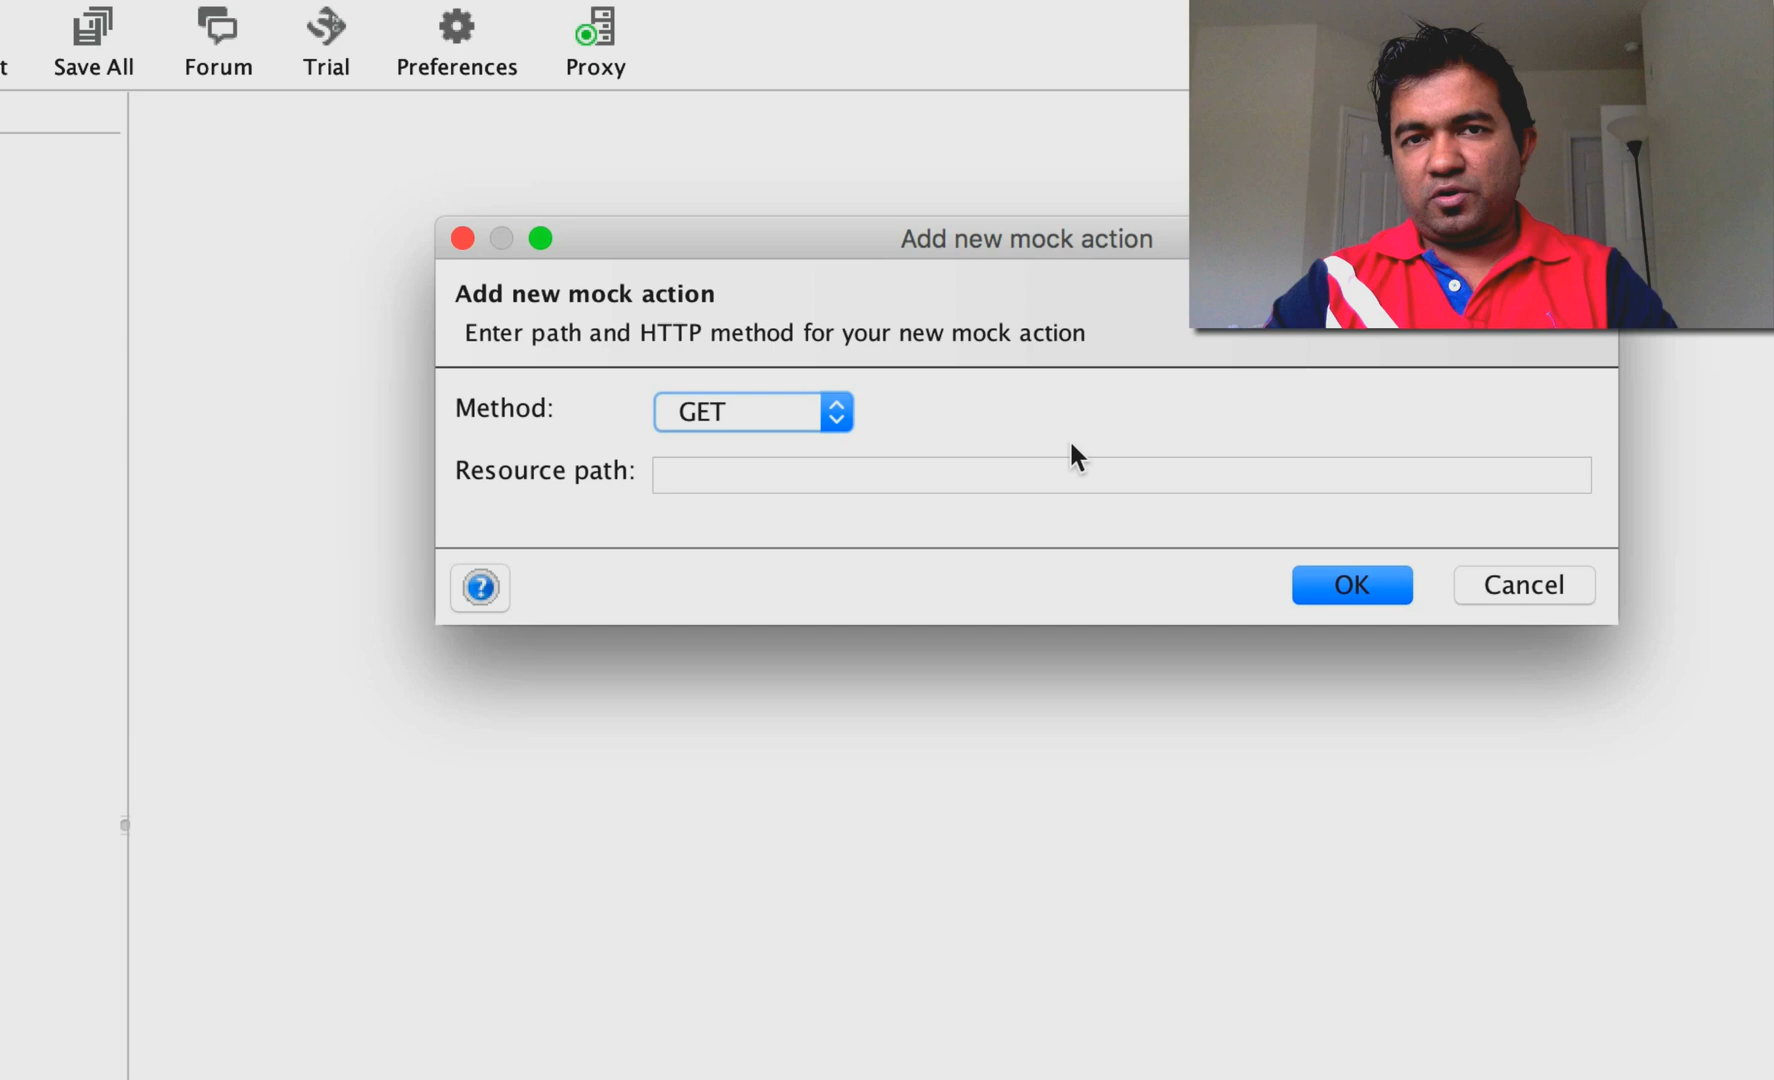 t Save All Forum Trial Preferences Proxy
Add new mock action
Add new mock action
Enter path and HTTP method for your new mock action
Method: GET
Resource path:
?
OK Cancel